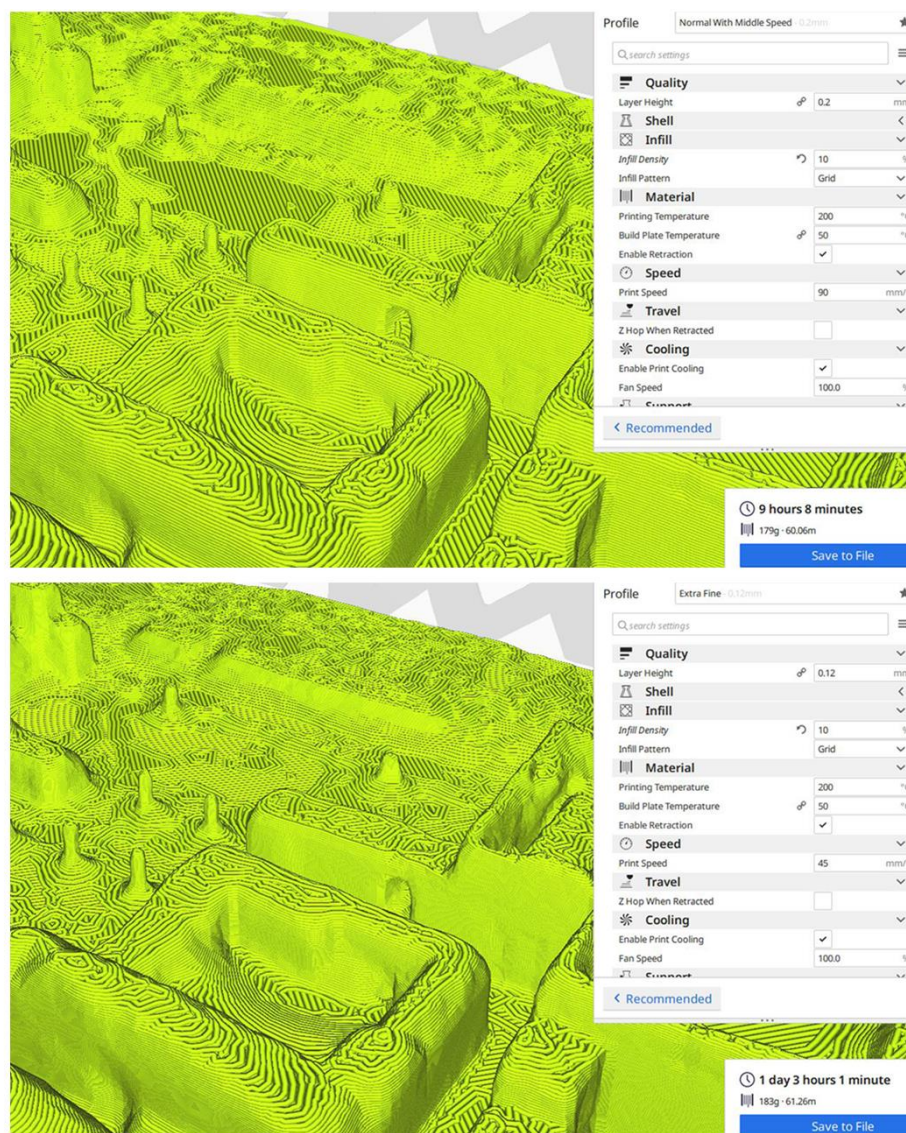 Profile Normal With Middle Speed - 0.2mm
search settings
Quality
Layer Height 0.2 mm
Shell
Infill
Infill Density 10 %
Infill Pattern Grid
Material
Printing Temperature 200
Build Plate Temperature 50
Enable Retraction
Speed
Print Speed 90 mm/
Travel
Z Hop When Retracted
Cooling
Enable Print Cooling
Fan Speed 100.0 %
Support
Recommended
9 hours 8 minutes
179g · 60.06m
Save to File
Profile Extra Fine - 0.12mm
search settings
Quality
Layer Height 0.12 mm
Shell
Infill
Infill Density 10 %
Infill Pattern Grid
Material
Printing Temperature 200
Build Plate Temperature 50
Enable Retraction
Speed
Print Speed 45 mm/
Travel
Z Hop When Retracted
Cooling
Enable Print Cooling
Fan Speed 100.0 %
Support
Recommended
1 day 3 hours 1 minute
183g · 61.26m
Save to File